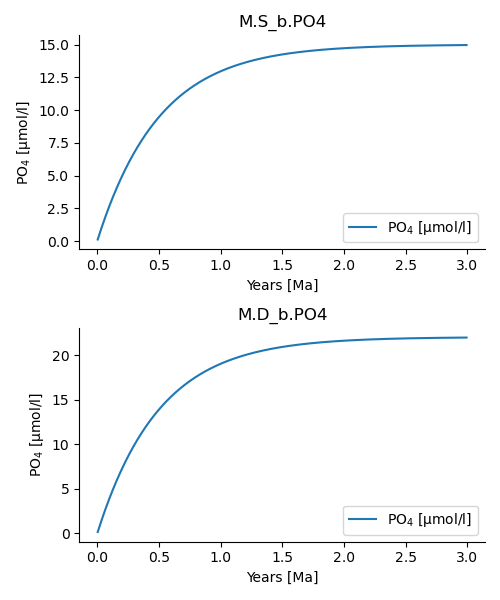 M.S_b.PO4
15.0
12.5
10.0
7.5
5.0
2.5
0.0
PO₄ [μmol/l]
PO₄ [μmol/l]
0.0 0.5 1.0 1.5 2.0 2.5 3.0
Years [Ma]
M.D_b.PO4
20
15
10
5
0
PO₄ [μmol/l]
PO₄ [μmol/l]
0.0 0.5 1.0 1.5 2.0 2.5 3.0
Years [Ma]